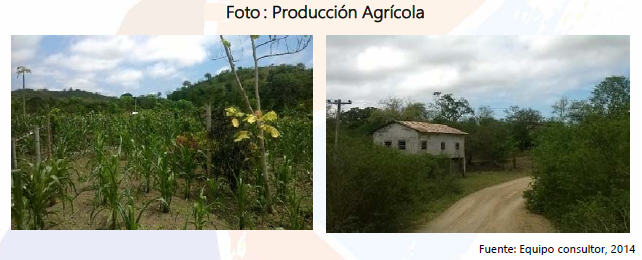 Foto : Producción Agrícola
Fuente: Equipo consultor, 2014